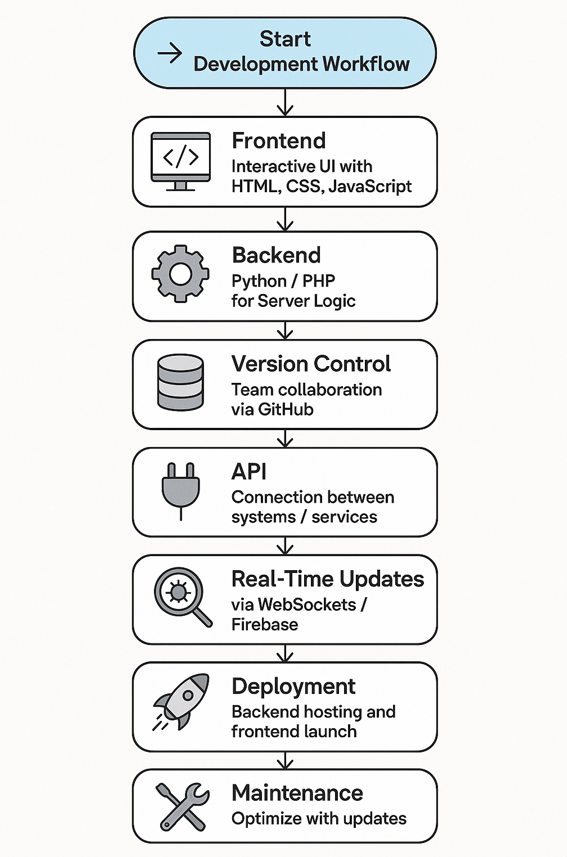 Start
Development Workflow
</>
Frontend
Interactive UI with
HTML, CSS, JavaScript
Backend
Python / PHP
for Server Logic
Version Control
Team collaboration
via GitHub
API
Connection between
systems / services
Real-Time Updates
via WebSockets /
Firebase
Deployment
Backend hosting and
frontend launch
Maintenance
Optimize with updates